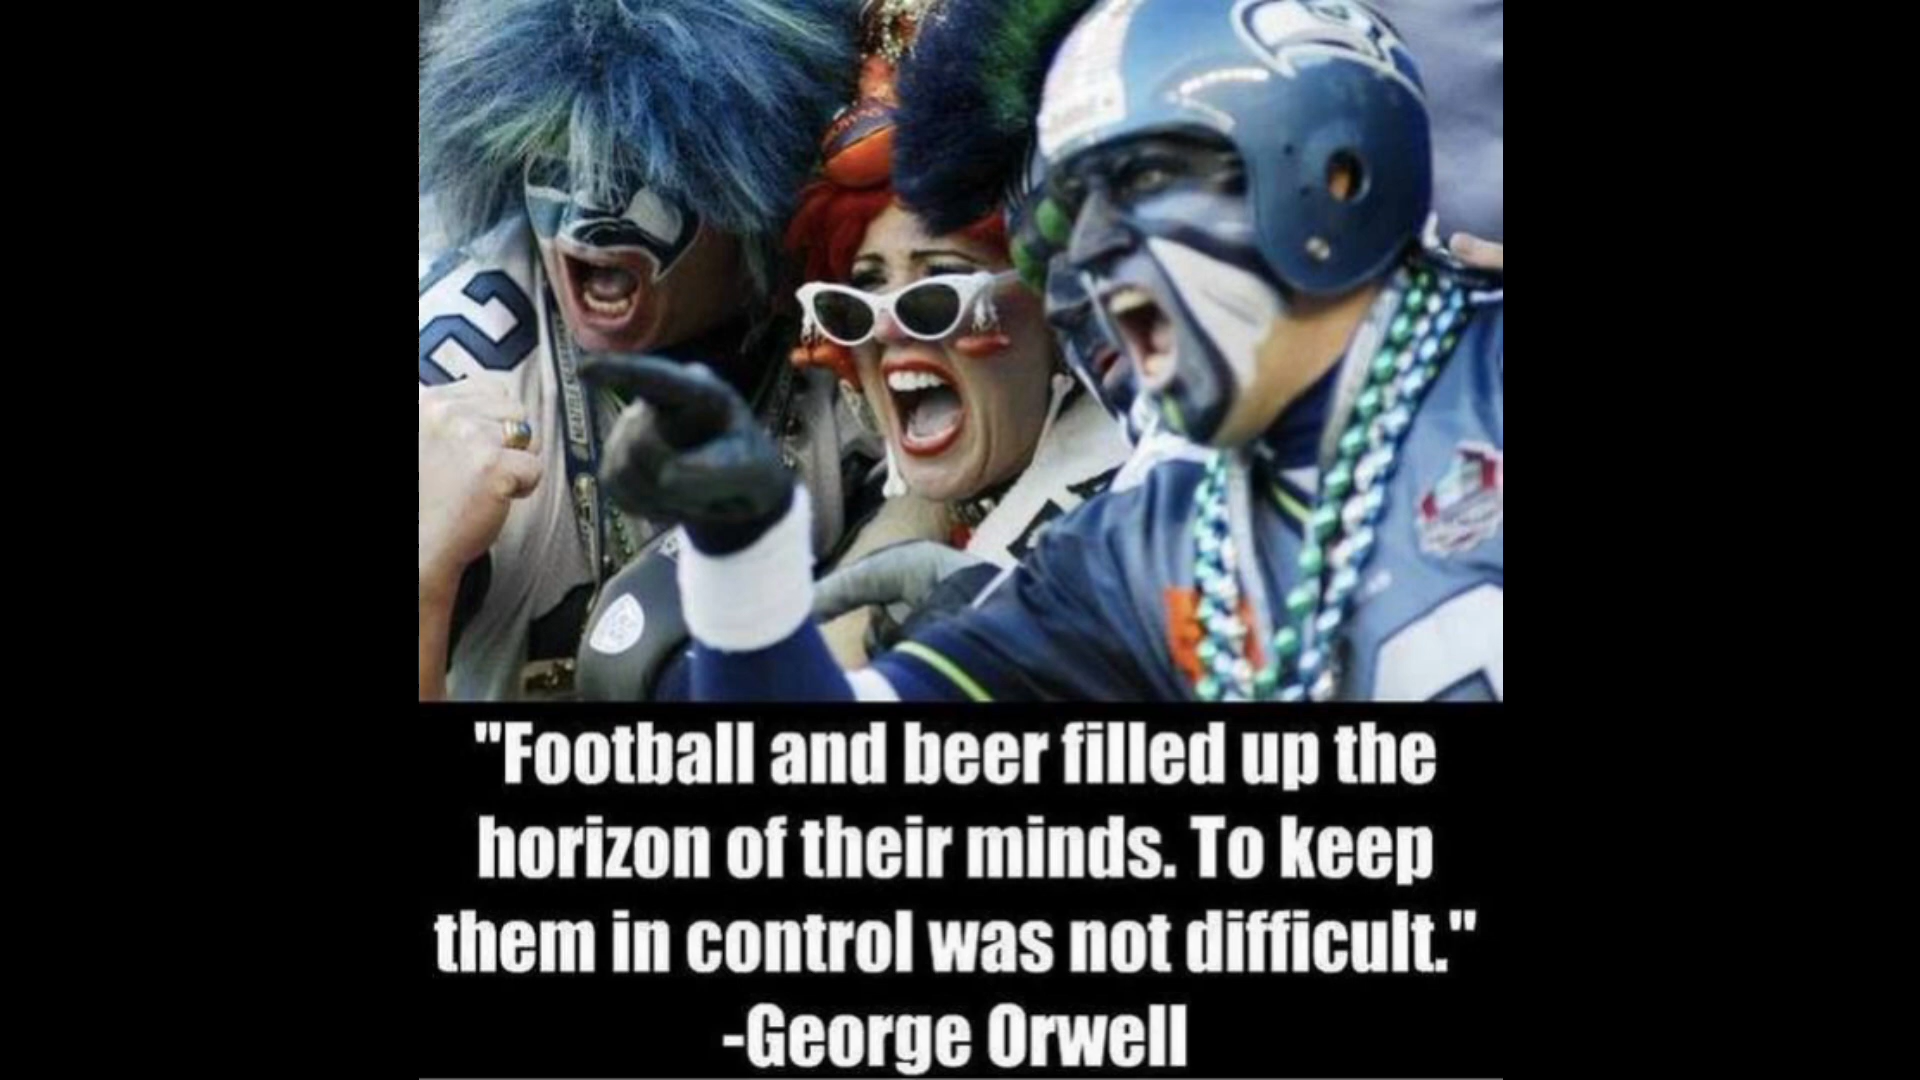 2
"Football and beer filled up the
horizon of their minds. To keep
them in control was not difficult."
-George Orwell